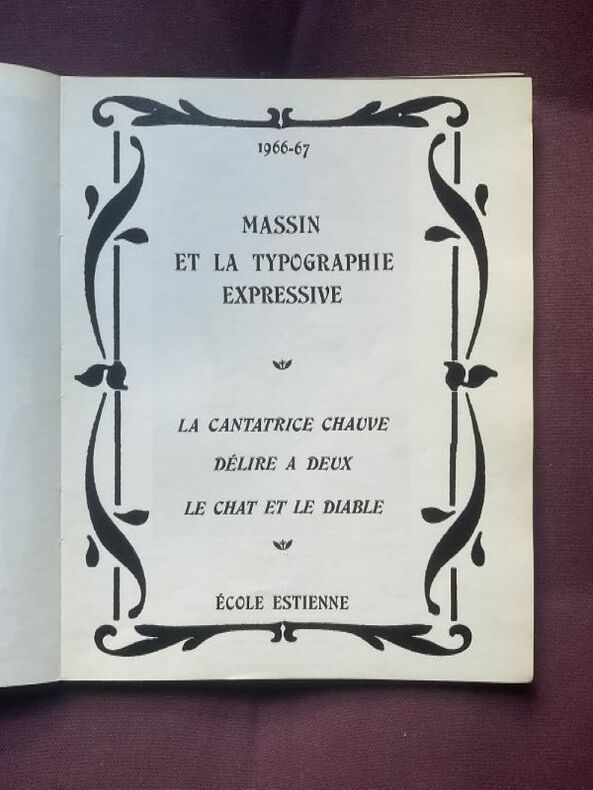 1966-67
MASSIN
ET LA TYPOGRAPHIE
EXPRESSIVE
LA CANTATRICE CHAUVE
DÉLIRE A DEUX
LE CHAT ET LE DIABLE
ÉCOLE ESTIENNE